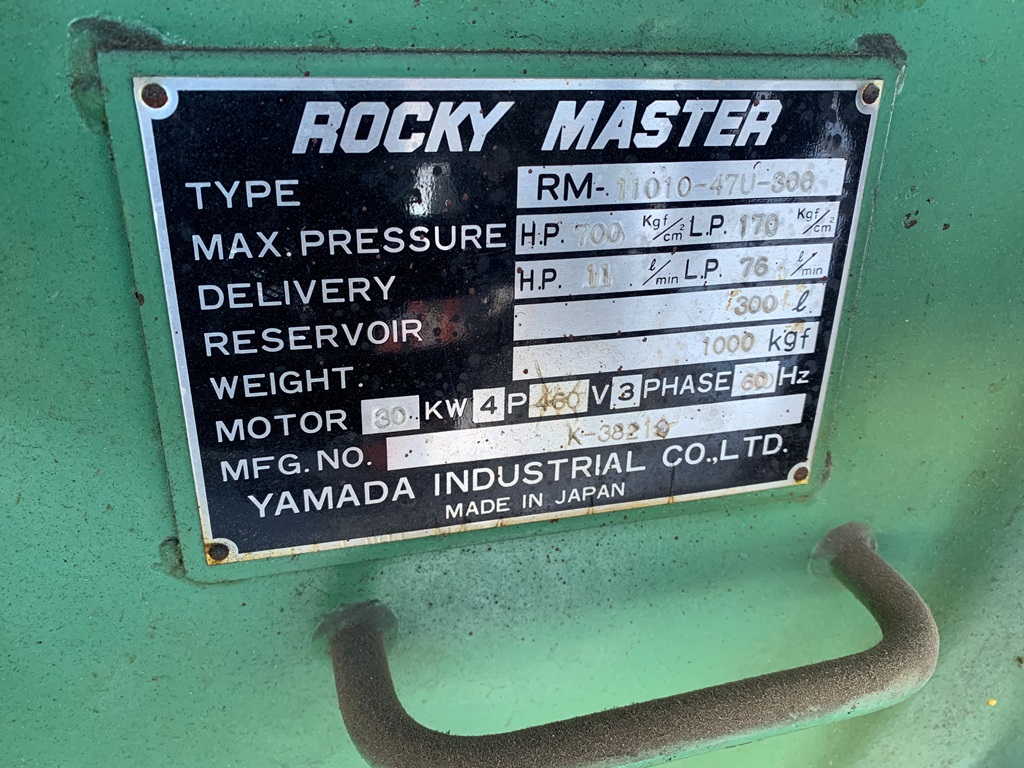 ROCKY MASTER
TYPE RM-11010-47U-300
MAX. PRESSURE H.P. 700 Kgf/cm² L.P. 170 Kgf/cm²
DELIVERY H.P. 11 ℓ/min L.P. 76 ℓ/min
RESERVOIR 300 ℓ
WEIGHT. 1000 kgf
MOTOR 30 KW 4 P 460 V 3 PHASE 60 Hz
MFG. NO. K-38210
YAMADA INDUSTRIAL CO.,LTD.
MADE IN JAPAN